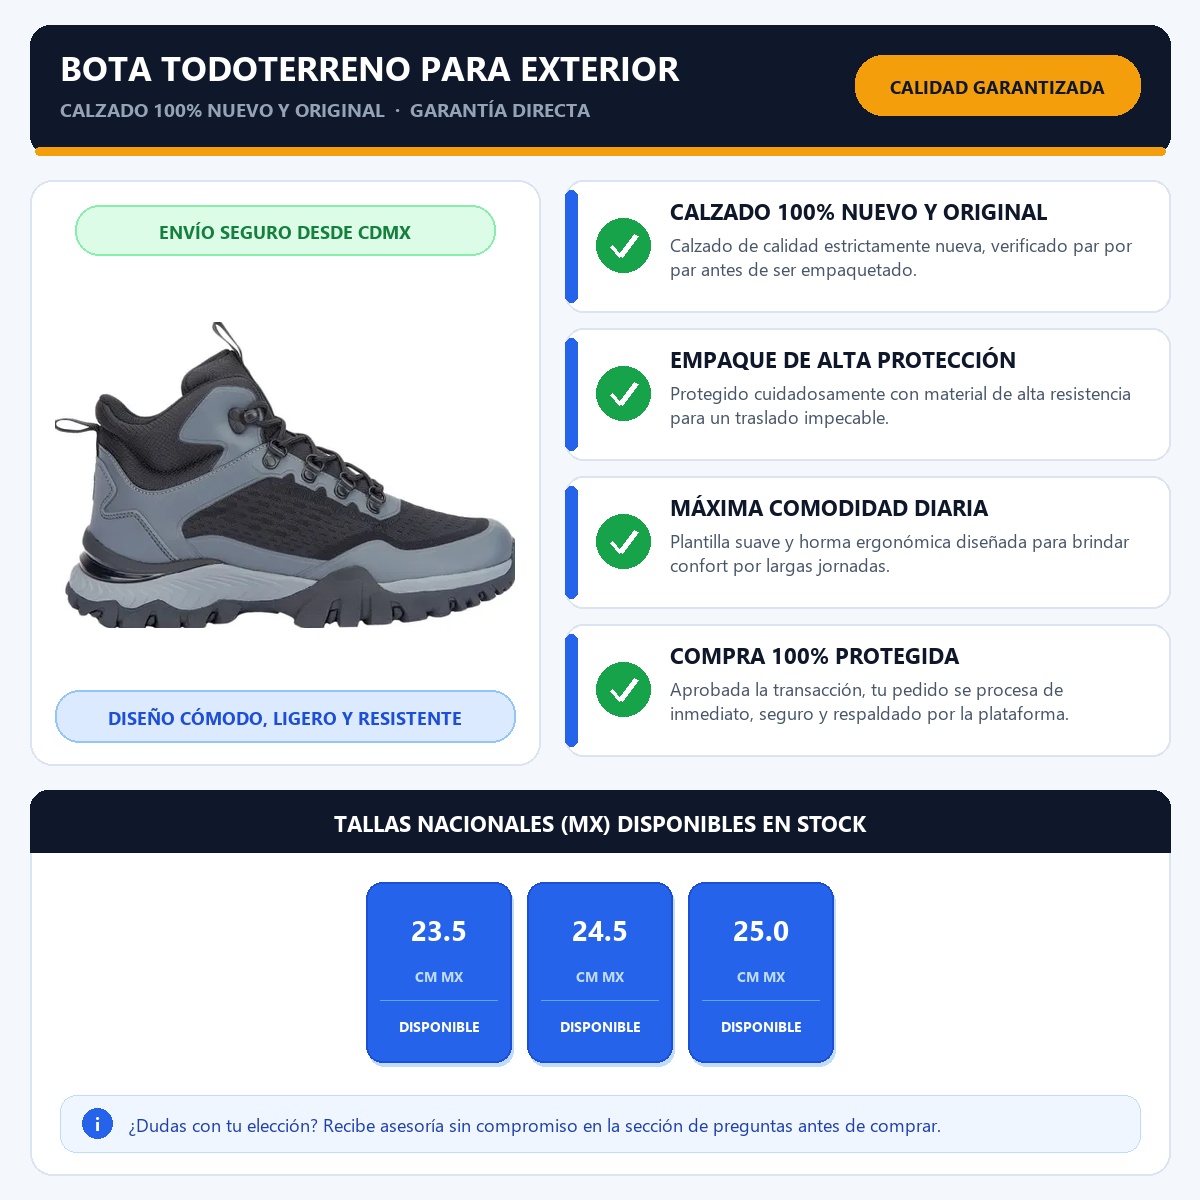 BOTA TODOTERRENO PARA EXTERIOR
CALZADO 100% NUEVO Y ORIGINAL · GARANTÍA DIRECTA
CALIDAD GARANTIZADA
ENVÍO SEGURO DESDE CDMX
DISEÑO CÓMODO, LIGERO Y RESISTENTE
CALZADO 100% NUEVO Y ORIGINAL
Calzado de calidad estrictamente nueva, verificado par por
par antes de ser empaquetado.
EMPAQUE DE ALTA PROTECCIÓN
Protegido cuidadosamente con material de alta resistencia
para un traslado impecable.
MÁXIMA COMODIDAD DIARIA
Plantilla suave y horma ergonómica diseñada para brindar
confort por largas jornadas.
COMPRA 100% PROTEGIDA
Aprobada la transacción, tu pedido se procesa de
inmediato, seguro y respaldado por la plataforma.
TALLAS NACIONALES (MX) DISPONIBLES EN STOCK
23.5
CM MX
DISPONIBLE
24.5
CM MX
DISPONIBLE
25.0
CM MX
DISPONIBLE
¿Dudas con tu elección? Recibe asesoría sin compromiso en la sección de preguntas antes de comprar.